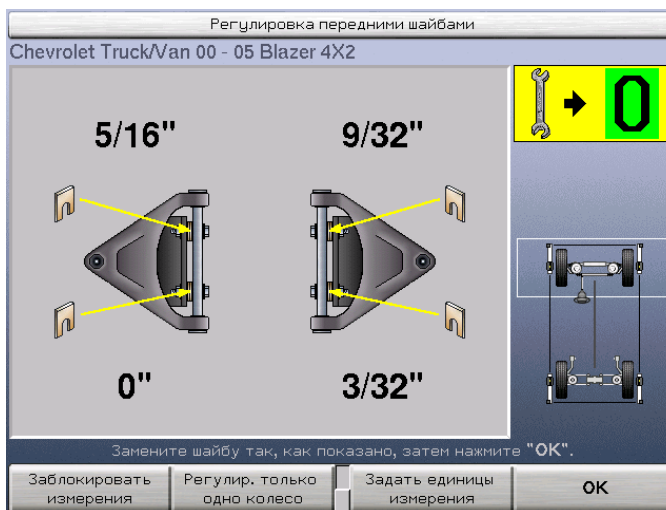 Регулировка передними шайбами
Chevrolet Truck/Van 00 - 05 Blazer 4X2
0
5/16" 9/32"
0" 3/32"
Замените шайбу так, как показано, затем нажмите "OK".
Заблокировать измерения
Регулир. только одно колесо
Задать единицы измерения
OK